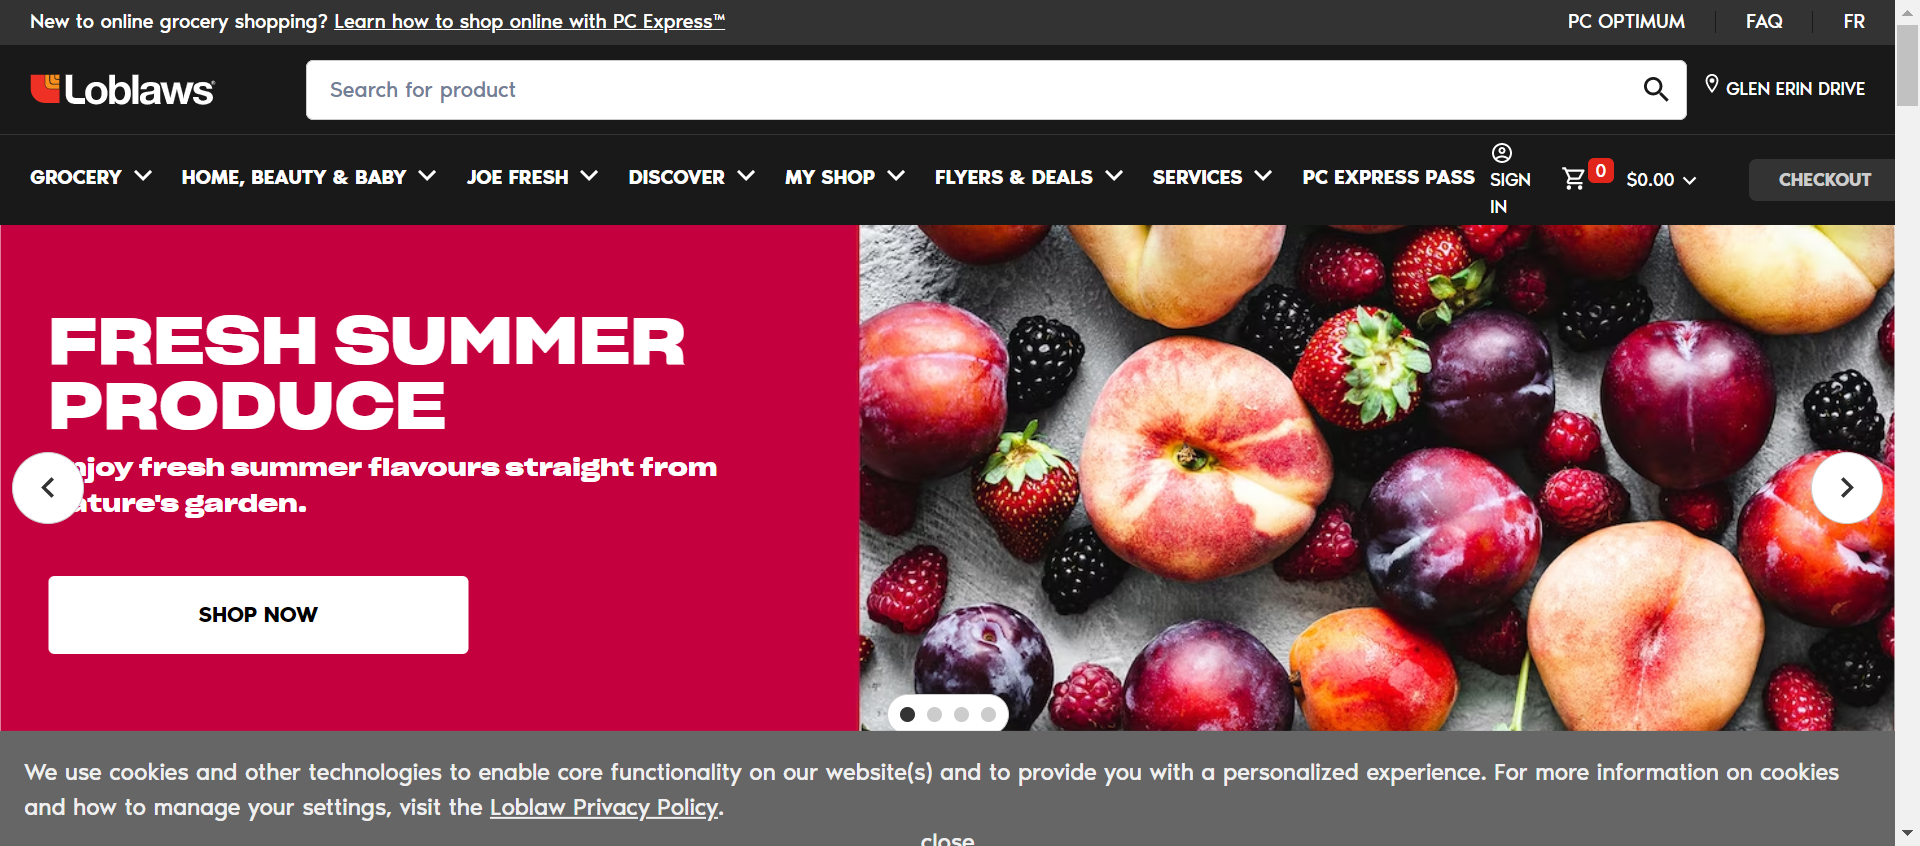 New to online grocery shopping? Learn how to shop online with PC Express™
PC OPTIMUM
FAQ
FR
Loblaws®
Search for product
GLEN ERIN DRIVE
GROCERY
HOME, BEAUTY & BABY
JOE FRESH
DISCOVER
MY SHOP
FLYERS & DEALS
SERVICES
PC EXPRESS PASS
SIGN
IN
0
$0.00
CHECKOUT
FRESH SUMMER
PRODUCE
fresh summer flavours straight from
garden.
SHOP NOW
We use cookies and other technologies to enable core functionality on our website(s) and to provide you with a personalized experience. For more information on cookies
and how to manage your settings, visit the Loblaw Privacy Policy.
close